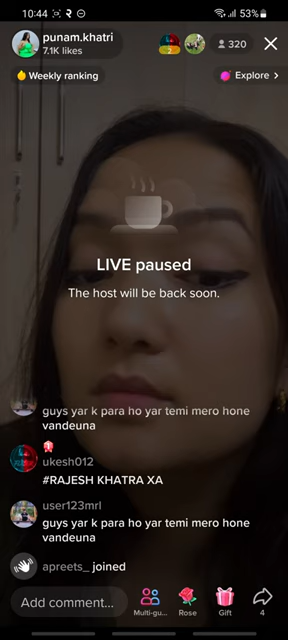 10:44 53%
punam.khatri
7.1K likes
2
320
Weekly ranking
Explore >
LIVE paused
The host will be back soon.
guys yar k para ho yar temi mero hone
vandeuna
ukesh012
#RAJESH KHATRA XA
user123mrl
guys yar k para ho yar temi mero hone
vandeuna
apreets_ joined
Add comment...
Multi-gu...
Rose
Gift
4